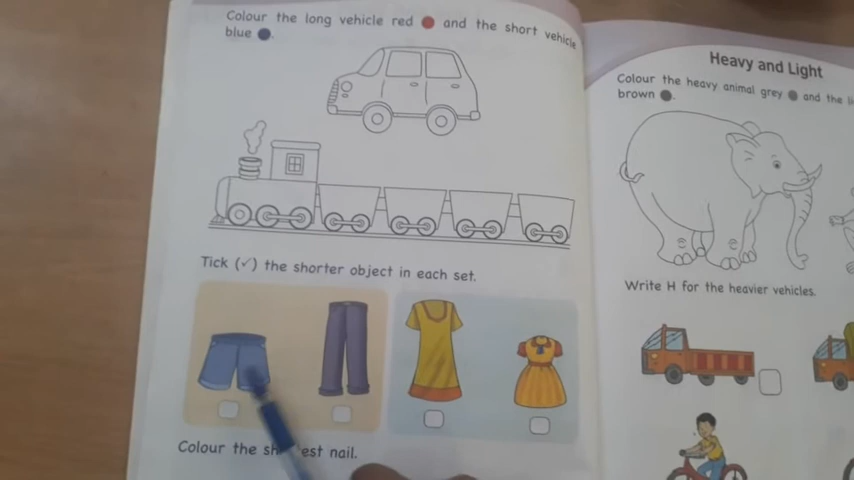 Colour the long vehicle red and the short vehicle
blue .
Tick (✓) the shorter object in each set.
Colour the sh est nail.
Heavy and Light
Colour the heavy animal grey and the
brown .
Write H for the heavier vehicles.